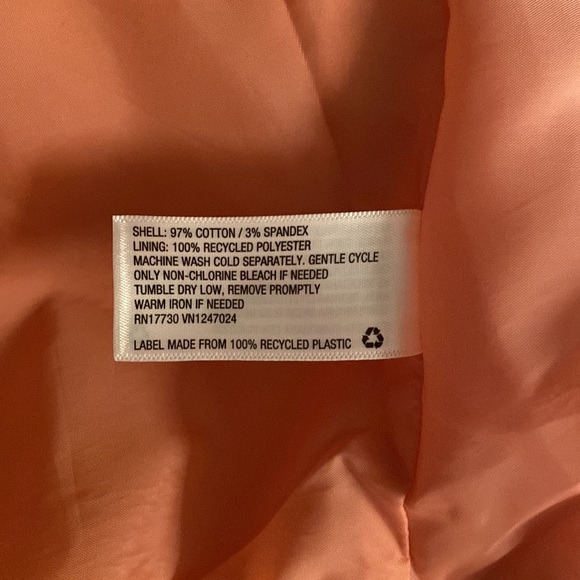 SHELL: 97% COTTON / 3% SPANDEX
LINING: 100% RECYCLED POLYESTER
MACHINE WASH COLD SEPARATELY. GENTLE CYCLE
ONLY NON-CHLORINE BLEACH IF NEEDED
TUMBLE DRY LOW, REMOVE PROMPTLY
WARM IRON IF NEEDED
RN17730 VN1247024
LABEL MADE FROM 100% RECYCLED PLASTIC